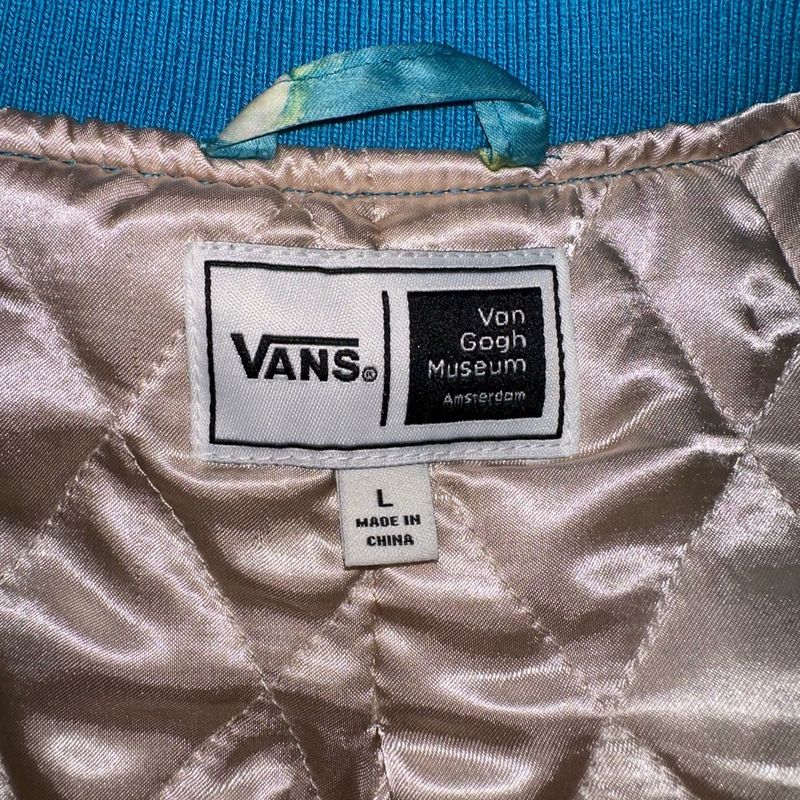 VANS®
Van
Gogh
Museum
Amsterdam
L
MADE IN
CHINA